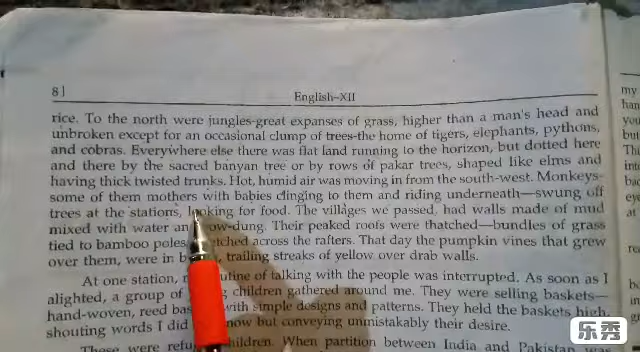 8]
English–XII
rice. To the north were jungles-great expanses of grass, higher than a man's head and
unbroken except for an occasional clump of trees-the home of tigers, elephants, pythons,
and cobras. Everywhere else there was flat land running to the horizon, but dotted here
and there by the sacred banyan tree or by rows of pakar trees, shaped like elms and
having thick twisted trunks. Hot, humid air was moving in from the south-west. Monkeys-
some of them mothers with babies clinging to them and riding underneath—swung off
trees at the stations, looking for food. The villages we passed, had walls made of mud
mixed with water and cow-dung. Their peaked roofs were thatched—bundles of grass
tied to bamboo poles stretched across the rafters. That day the pumpkin vines that grew
over them, were in trailing streaks of yellow over drab walls.
At one station, routine of talking with the people was interrupted. As soon as I
alighted, a group of children gathered around me. They were selling baskets—
hand-woven, reed with simple designs and patterns. They held the baskets high,
shouting words I did now but conveying unmistakably their desire.
These were children. When partition between India and Pakistan was
my
乐秀